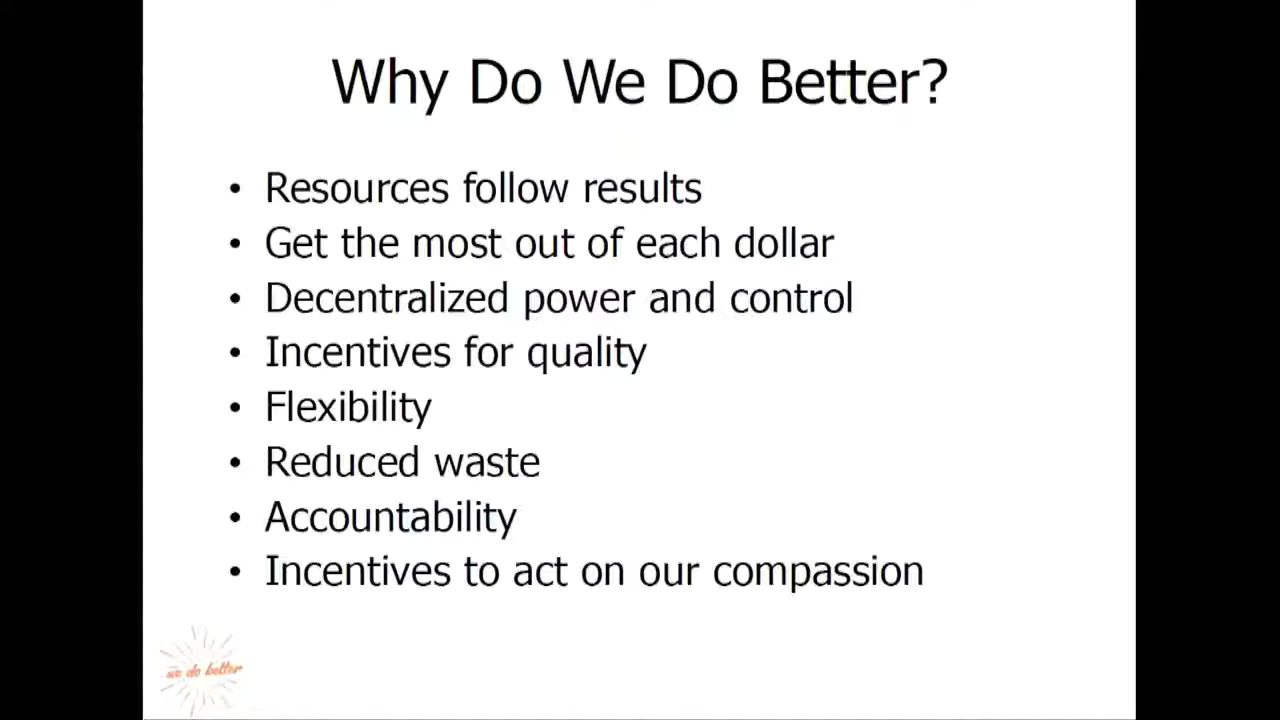 Why Do We Do Better?
• Resources follow results
• Get the most out of each dollar
• Decentralized power and control
• Incentives for quality
• Flexibility
• Reduced waste
• Accountability
• Incentives to act on our compassion
we do better